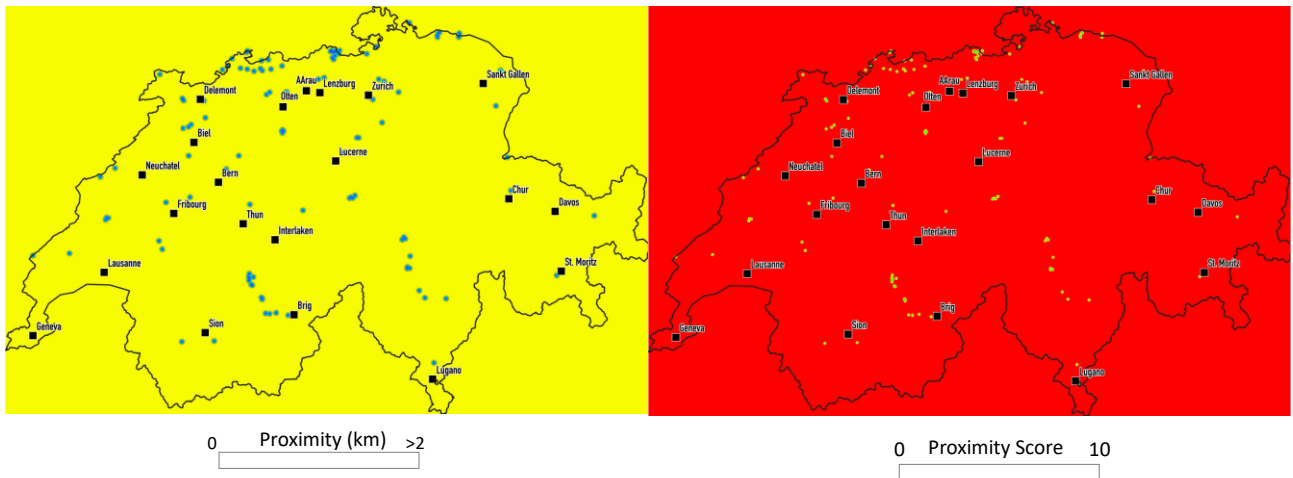 Sankt Gallen
AArau
Lenzburg
Zürich
Delemont
Olten
Biel
Lucerne
Neuchatel
Bern
Chur
Davos
Fribourg
Thun
Interlaken
Lausanne
St. Moritz
Brig
Sion
Geneva
Lugano
0 Proximity (km) >2
Sankt Gallen
AArau
Lenzburg
Zürich
Delemont
Olten
Biel
Lucerne
Neuchatel
Bern
Chur
Davos
Fribourg
Thun
Interlaken
Lausanne
St. Moritz
Brig
Sion
Geneva
Lugano
0 Proximity Score 10